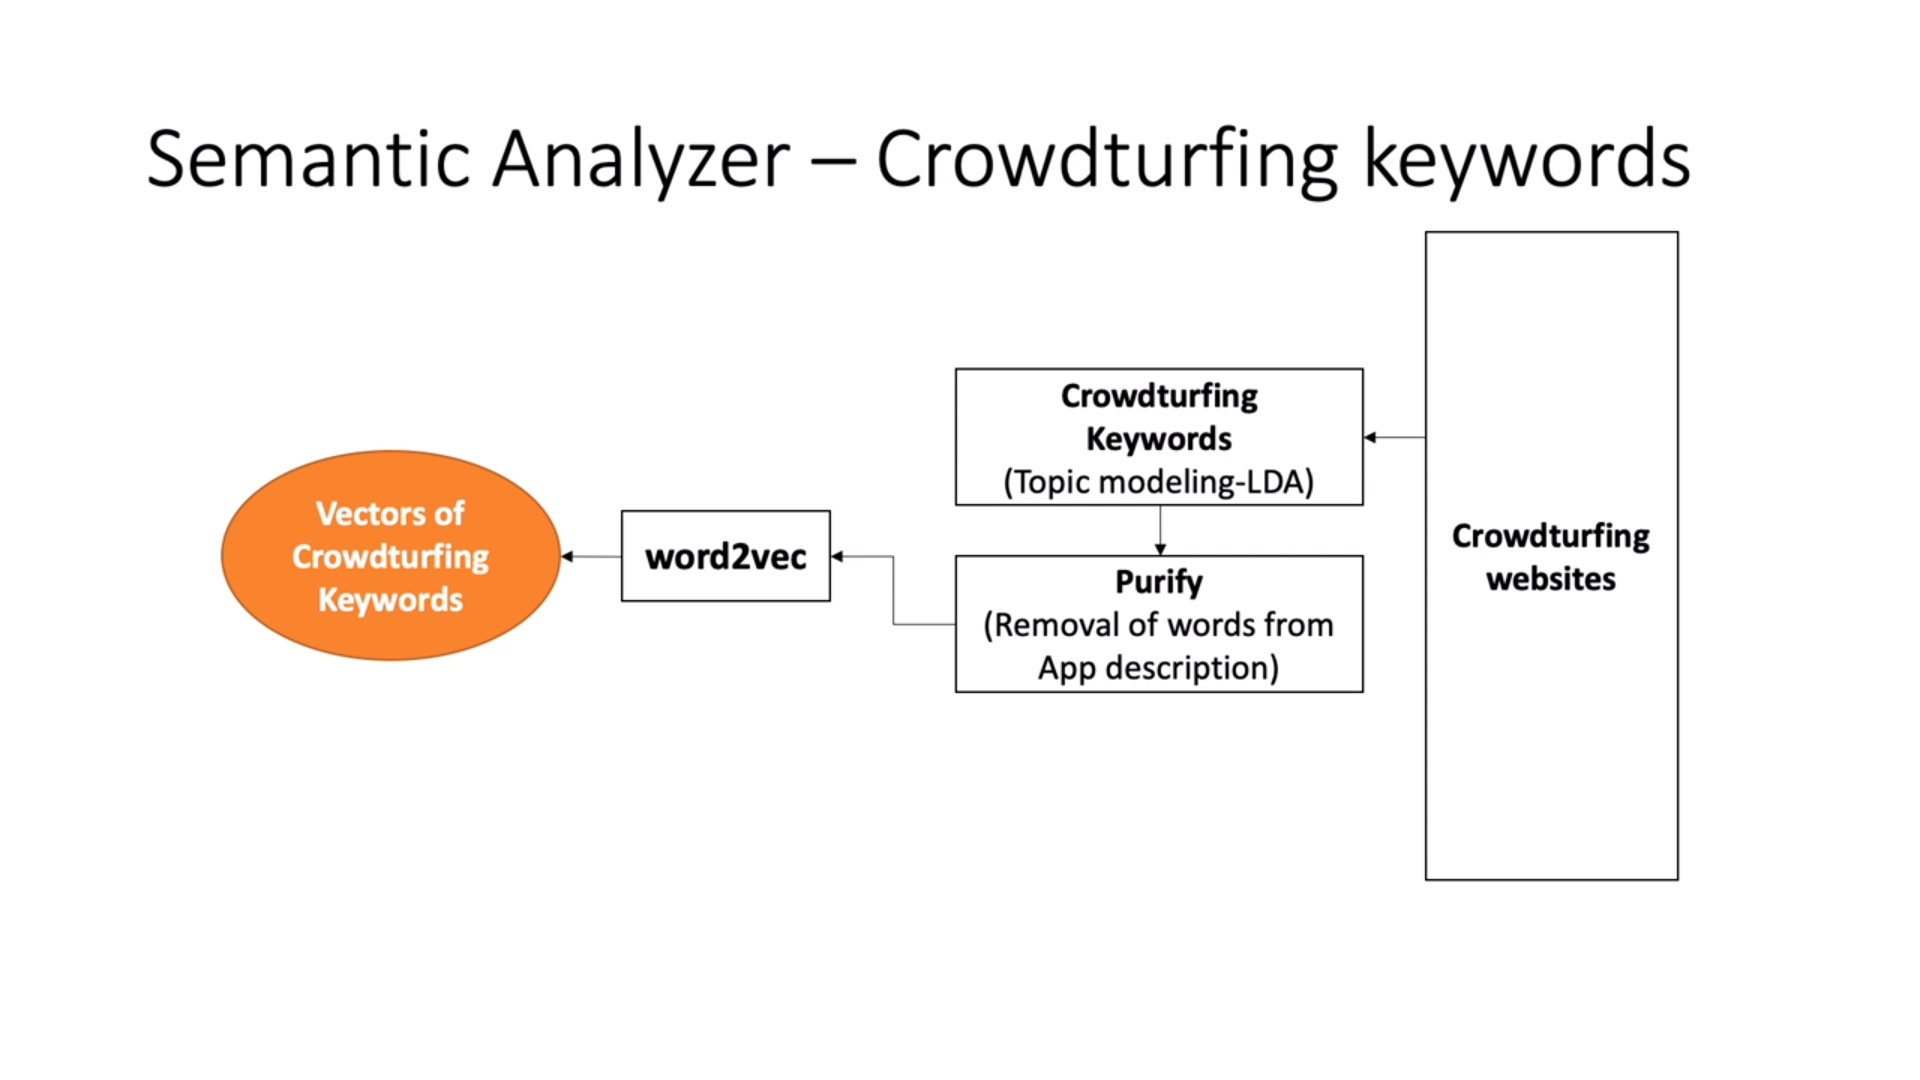 Semantic Analyzer – Crowdturfing keywords
Crowdturfing
Keywords
(Topic modeling-LDA)
Vectors of
Crowdturfing
Keywords
word2vec
Purify
(Removal of words from
App description)
Crowdturfing
websites